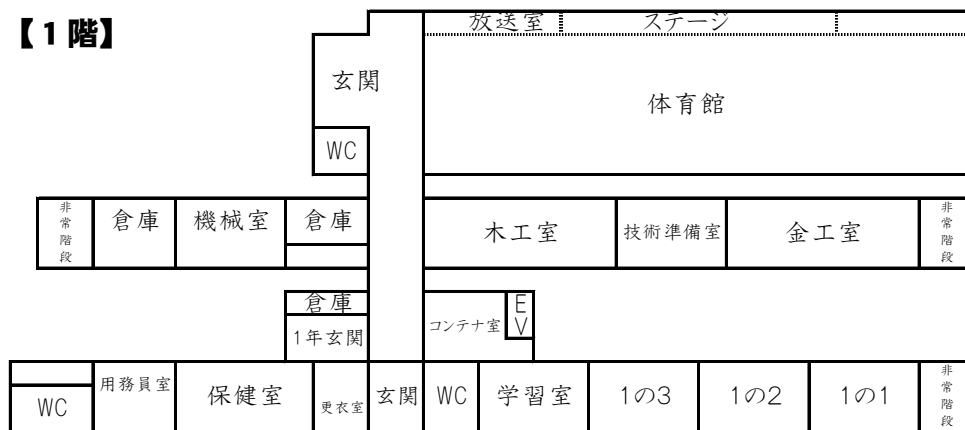 【1階】
放送室
ステージ
玄関
体育館
WC
非常階段
倉庫
機械室
倉庫
木工室
技術準備室
金工室
非常階段
倉庫
1年玄関
コンテナ室
EV
WC
用務員室
保健室
更衣室
玄関
WC
学習室
1の3
1の2
1の1
非常階段